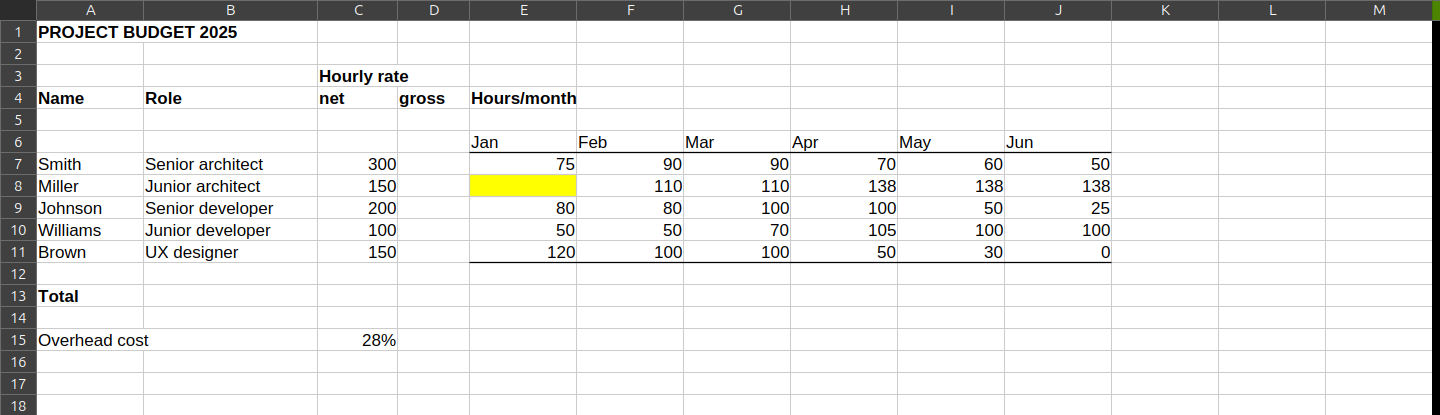 A B C D E F G H I J K L M
1 PROJECT BUDGET 2025
2
3 Hourly rate
4 Name Role net gross Hours/month
5
6 Jan Feb Mar Apr May Jun
7 Smith Senior architect 300 75 90 90 70 60 50
8 Miller Junior architect 150 110 110 138 138 138
9 Johnson Senior developer 200 80 80 100 100 50 25
10 Williams Junior developer 100 50 50 70 105 100 100
11 Brown UX designer 150 120 100 100 50 30 0
12
13 Total
14
15 Overhead cost 28%
16
17
18